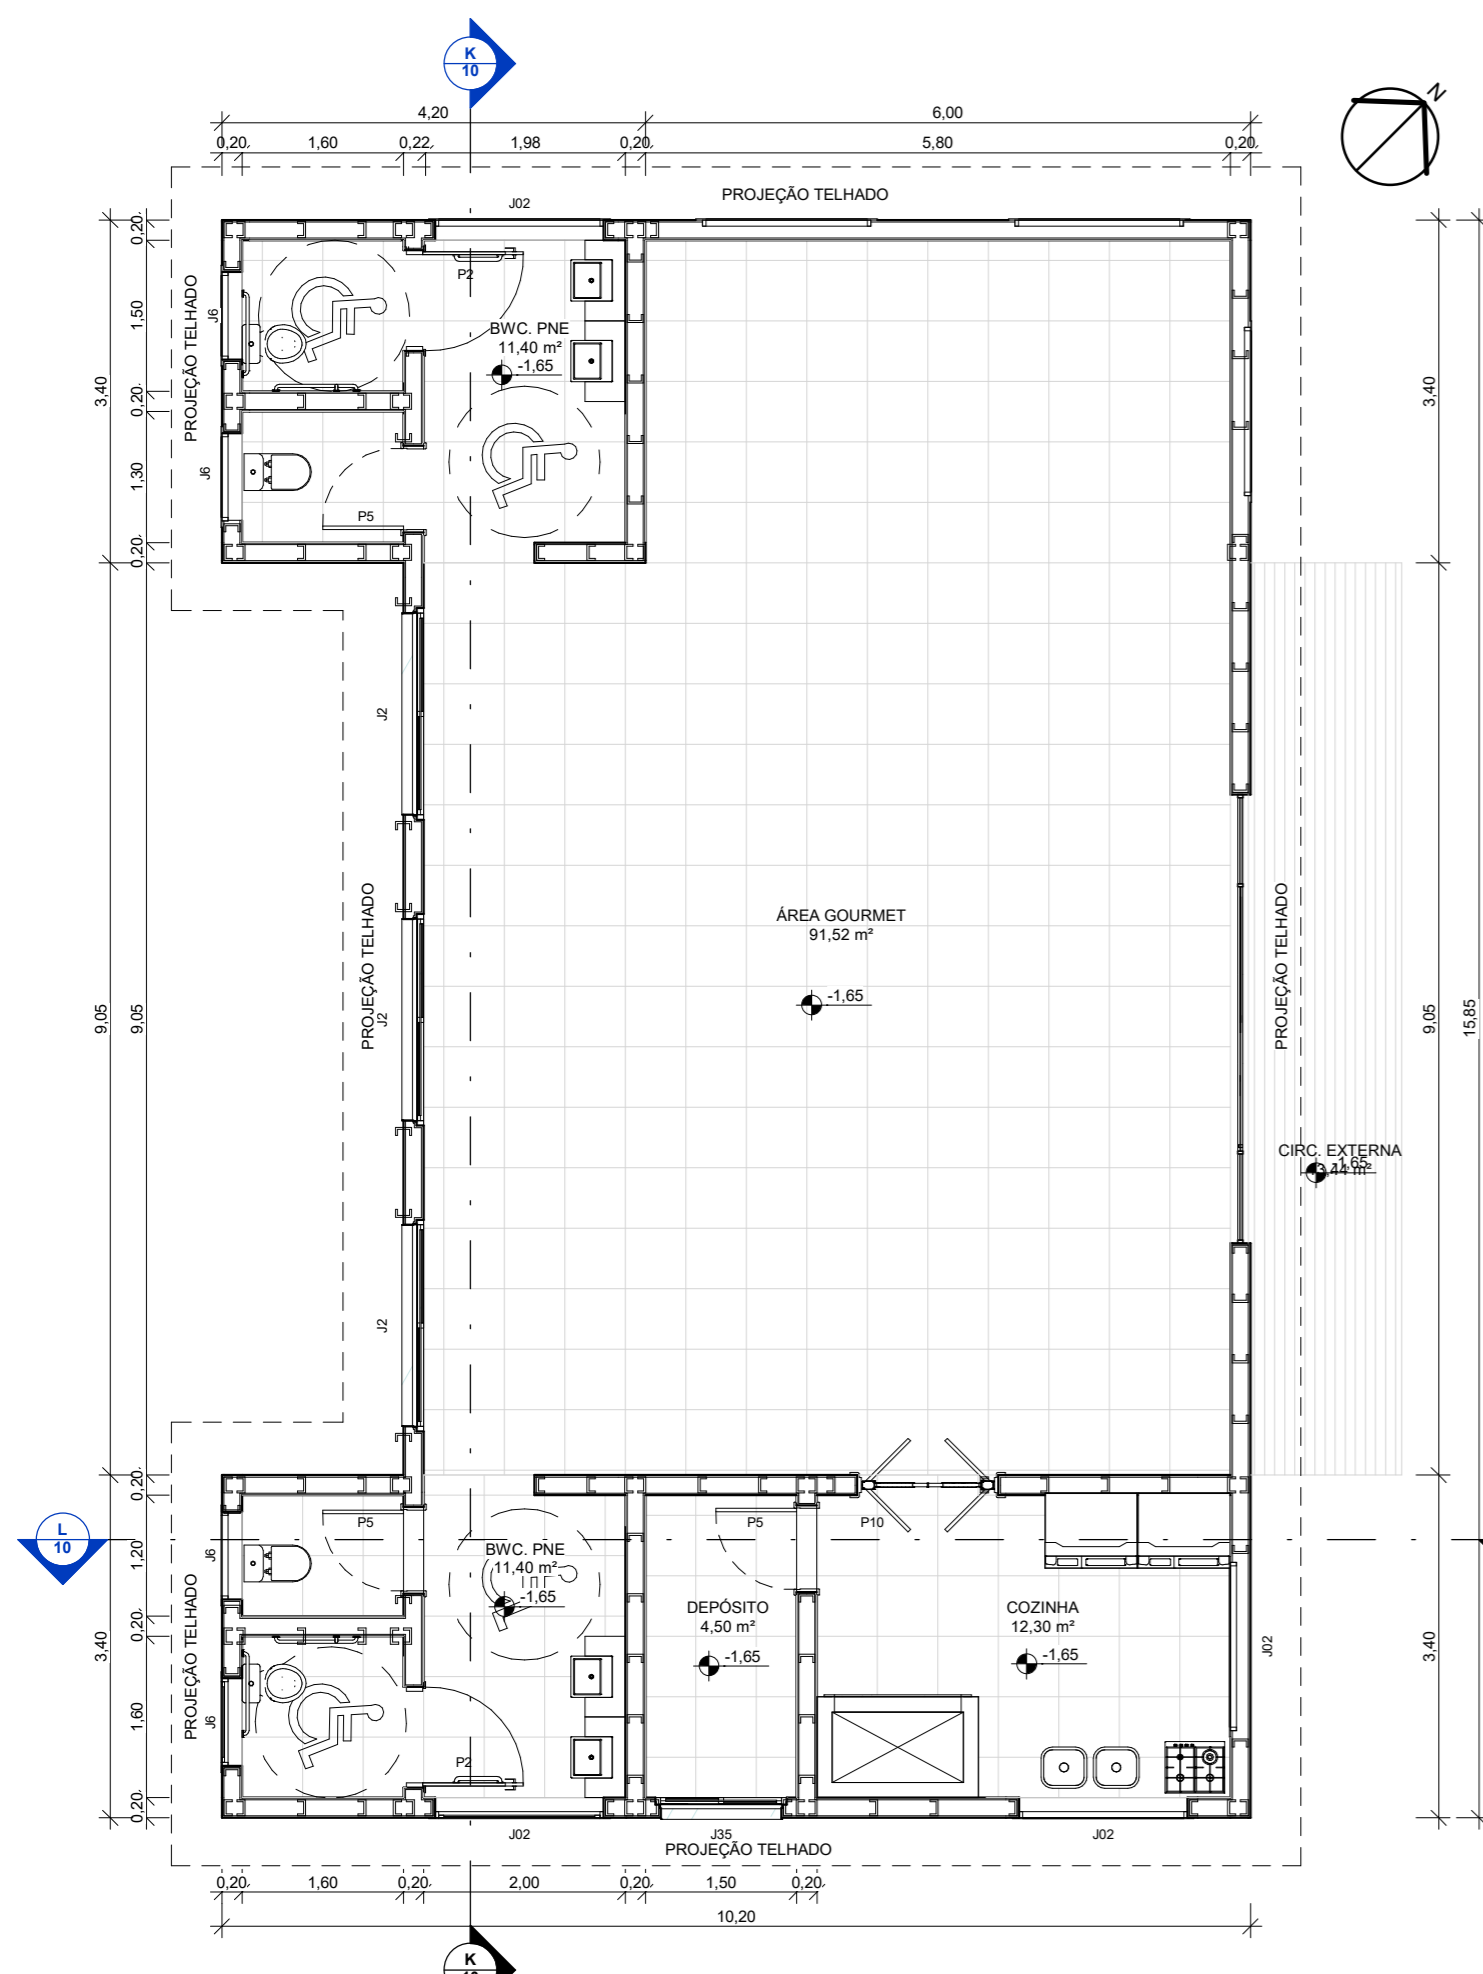 K
10
N
4,20
6,00
0,20
1,60
0,22
1,98
0,20
5,80
0,20
PROJEÇÃO TELHADO
J02
0,20
1,50
0,20
1,30
0,20
3,40
PROJEÇÃO TELHADO
J6
J6
P2
BWC. PNE
11,40 m²
-1,65
P5
3,40
9,05
9,05
PROJEÇÃO TELHADO
J2
J2
J2
ÁREA GOURMET
91,52 m²
-1,65
PROJEÇÃO TELHADO
9,05
15,85
CIRC. EXTERNA
-1,65
L
10
0,20
1,20
0,20
1,60
0,20
3,40
PROJEÇÃO TELHADO
J6
J6
P5
BWC. PNE
11,40 m²
-1,65
P2
P5
P10
DEPÓSITO
4,50 m²
-1,65
COZINHA
12,30 m²
-1,65
J02
3,40
J02
J35
J02
PROJEÇÃO TELHADO
0,20
1,60
0,20
2,00
0,20
1,50
0,20
10,20
K